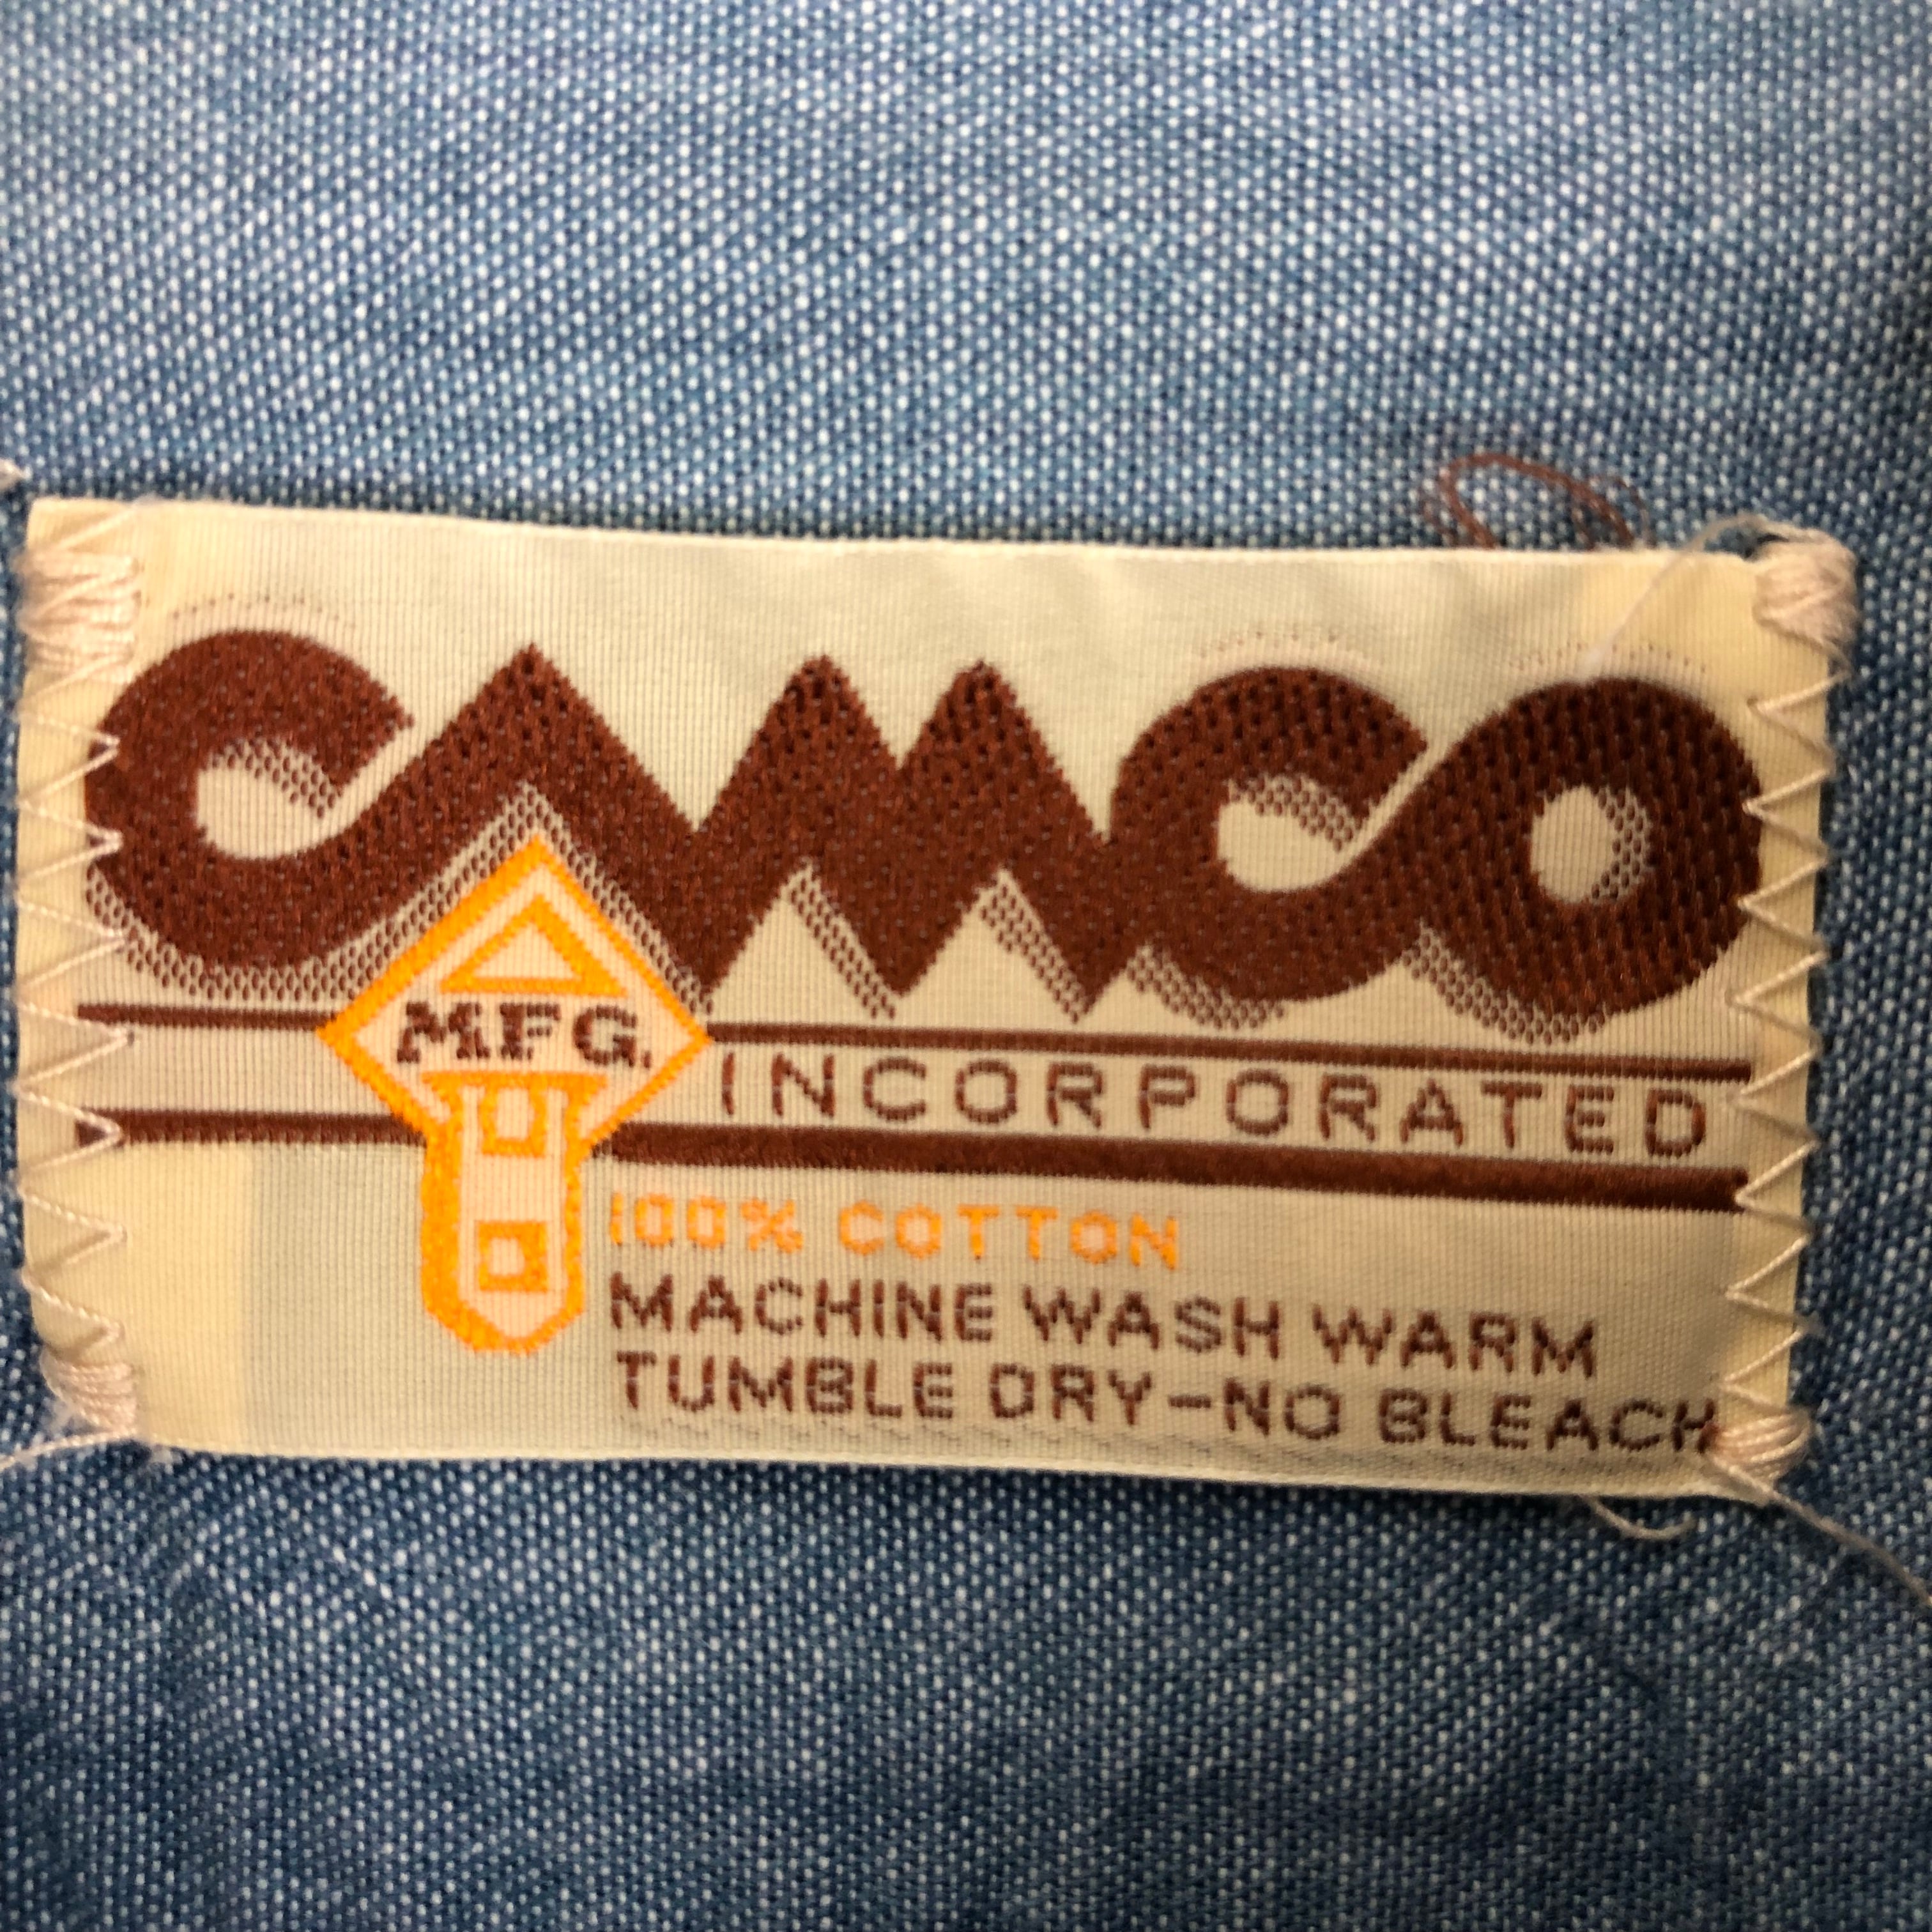 CAMCO
MFG. INCORPORATED
100% COTTON
MACHINE WASH WARM
TUMBLE DRY-NO BLEACH